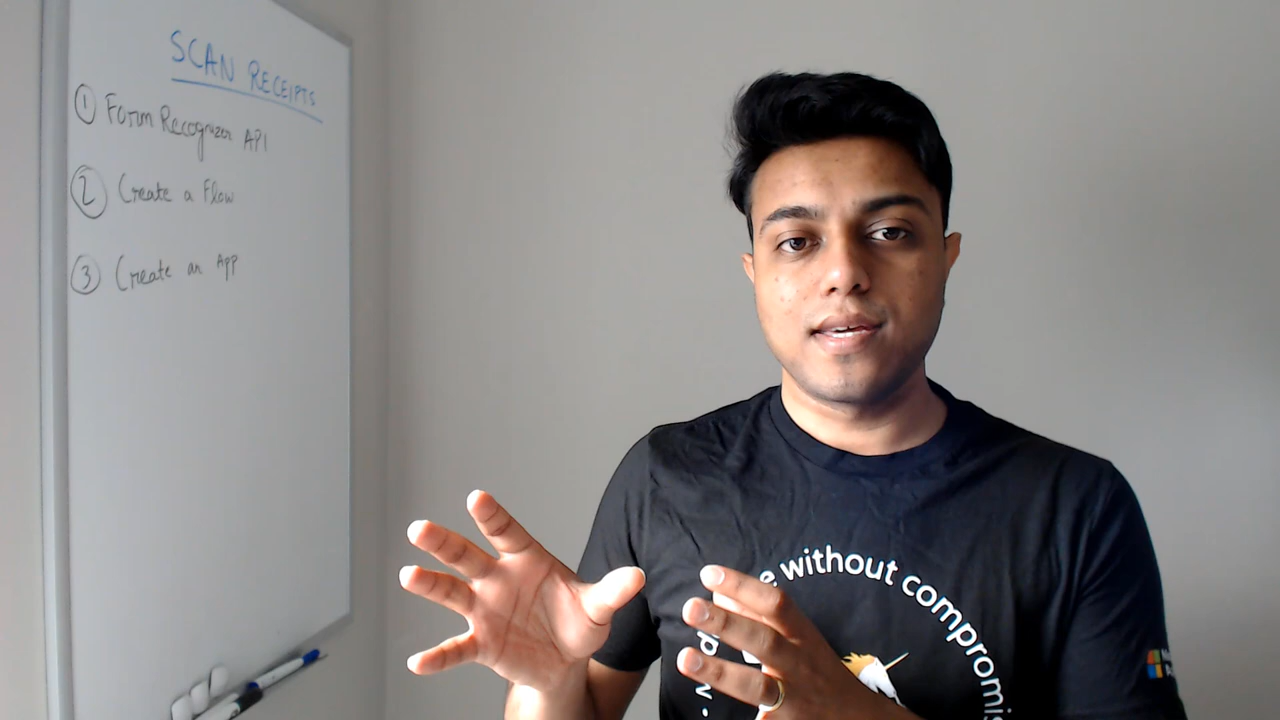 SCAN RECEIPTS
① Form Recognizer API
② Create a Flow
③ Create an App
without compromis